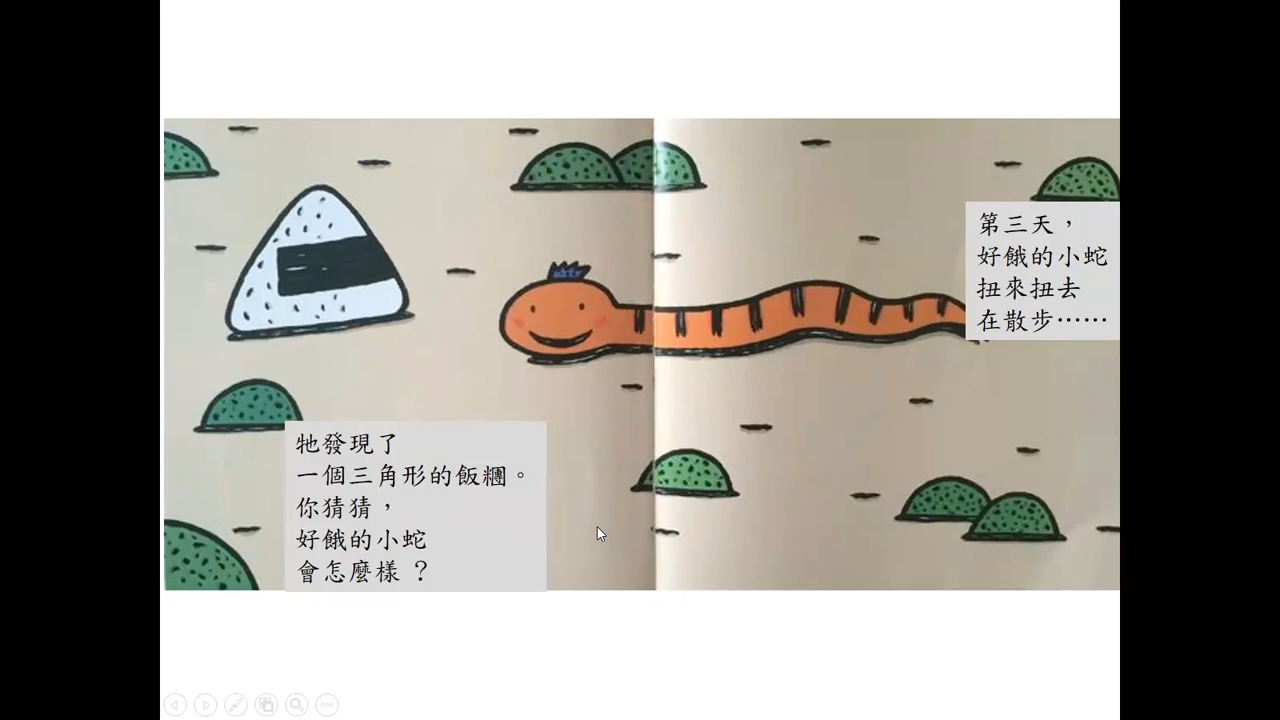 第三天，
好餓的小蛇
扭來扭去
在散步……
牠發現了
一個三角形的飯糰。
你猜猜，
好餓的小蛇
會怎麼樣？